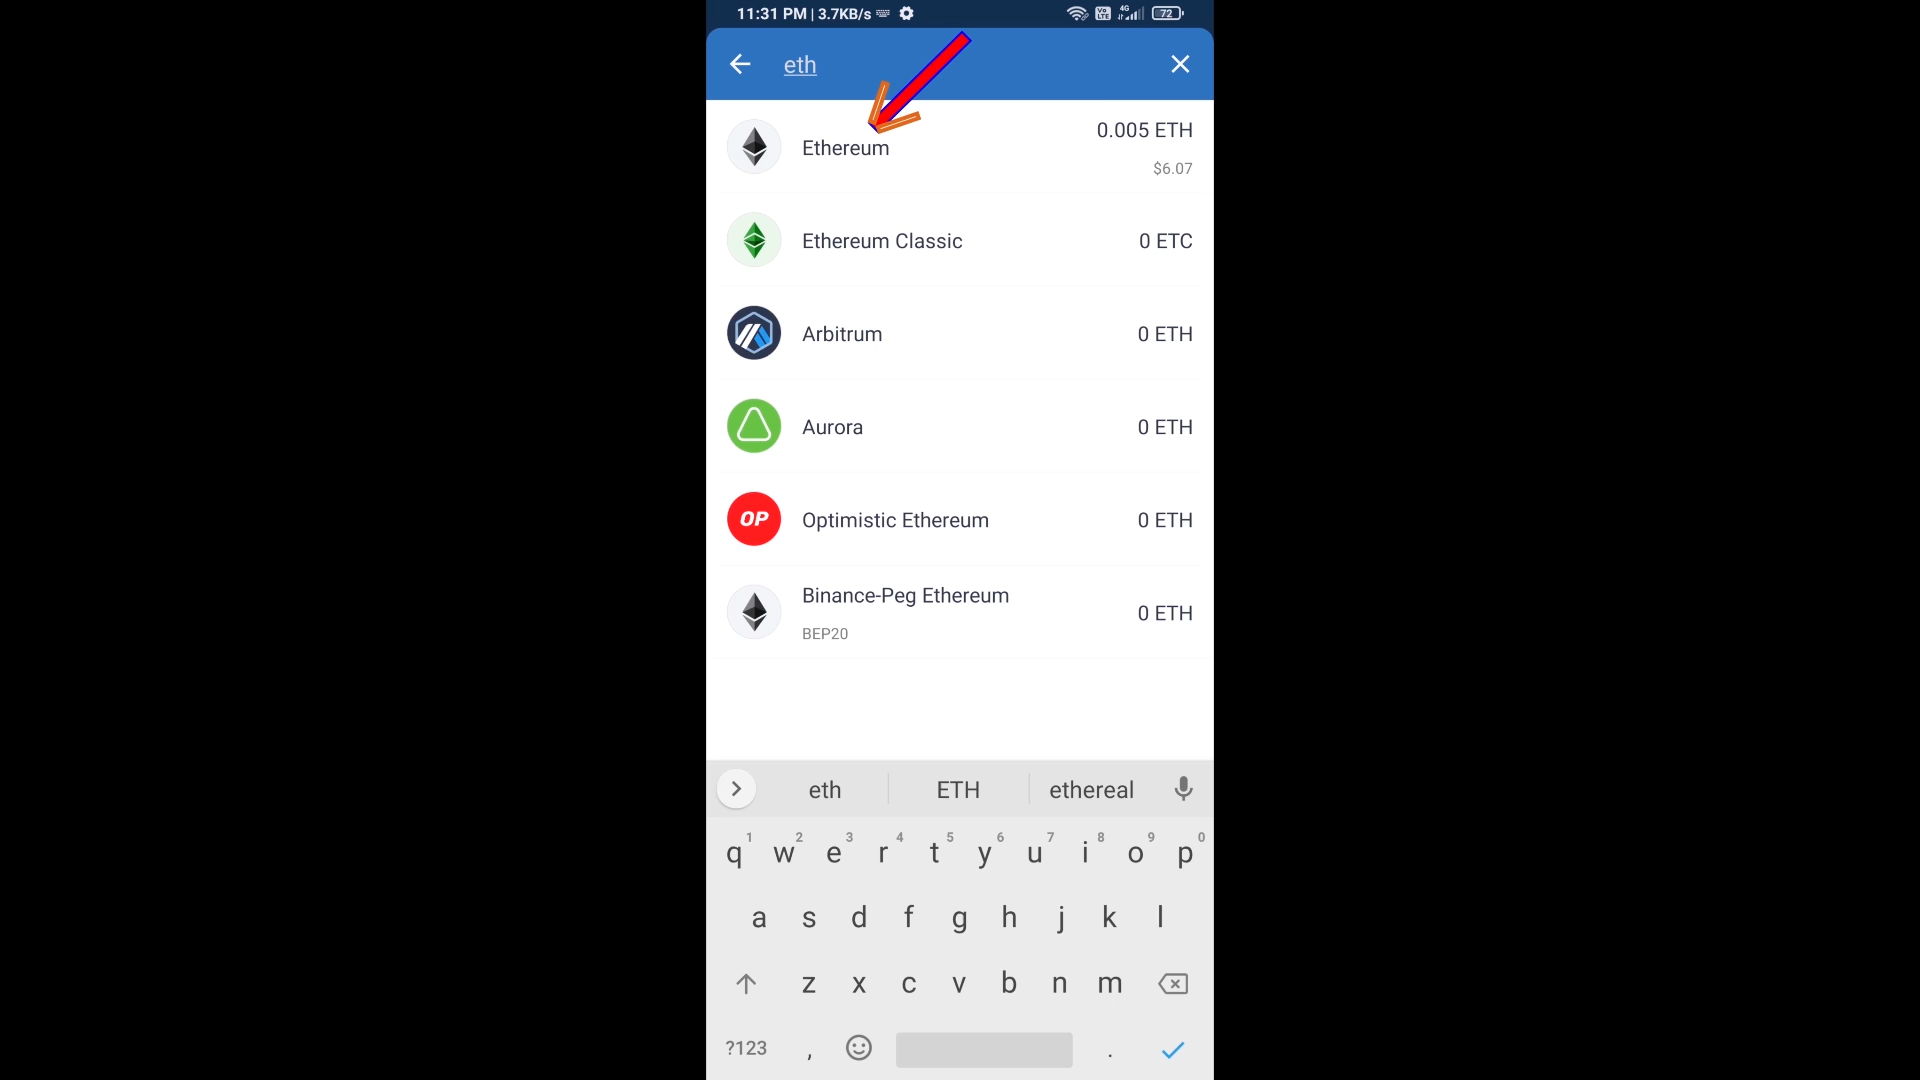 11:31 PM | 3.7KB/s 4G 72
eth
Ethereum 0.005 ETH
$6.07
Ethereum Classic 0 ETC
Arbitrum 0 ETH
Aurora 0 ETH
OP Optimistic Ethereum 0 ETH
Binance-Peg Ethereum 0 ETH
BEP20
eth ETH ethereal
1 2 3 4 5 6 7 8 9 0
q w e r t y u i o p
a s d f g h j k l
z x c v b n m
?123 , .